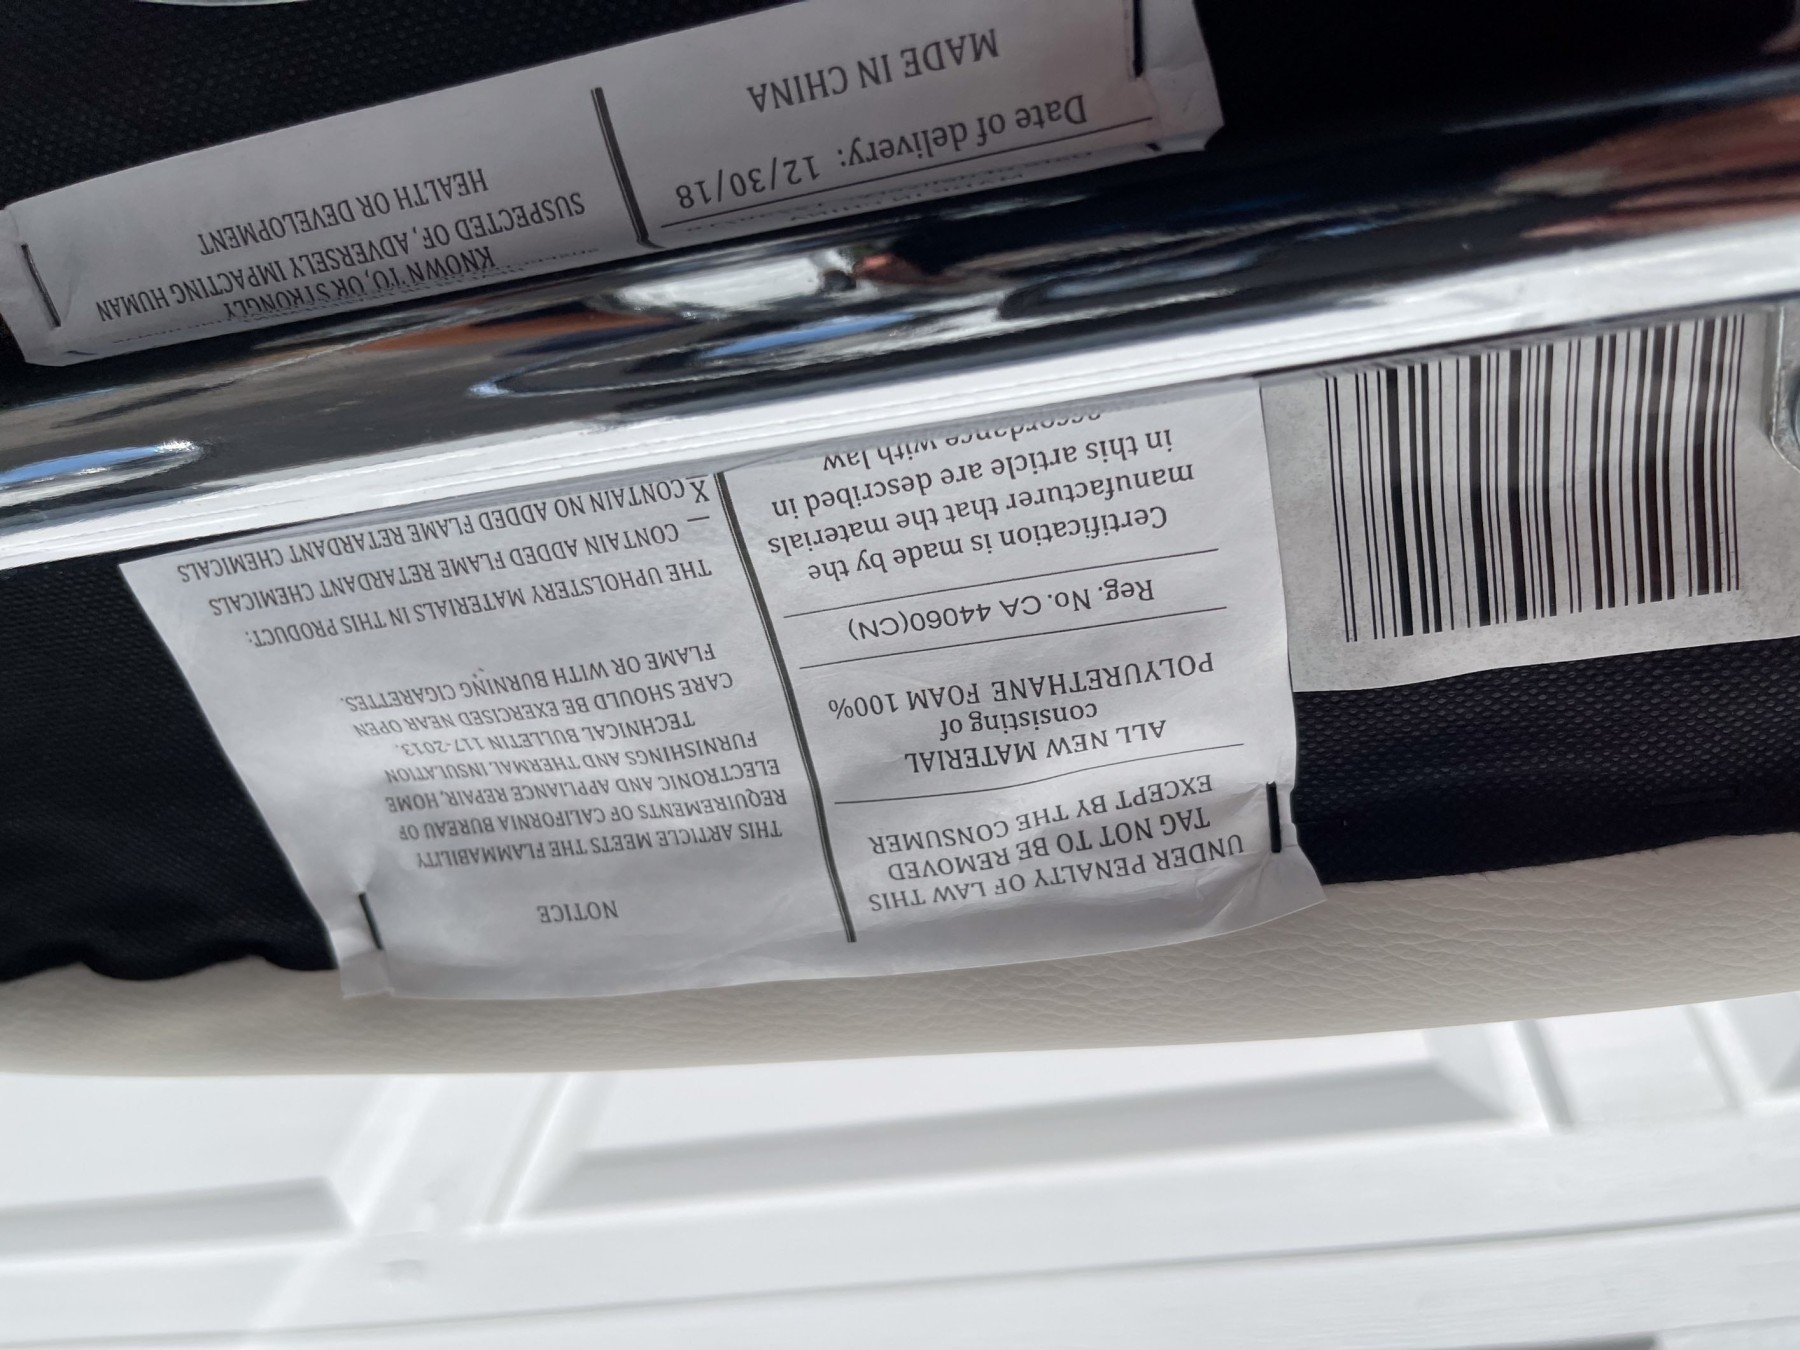 UNDER PENALTY OF LAW THIS
TAG NOT TO BE REMOVED
EXCEPT BY THE CONSUMER
ALL NEW MATERIAL
consisting of
POLYURETHANE FOAM 100%
Reg. No. CA 44060(CN)
Certification is made by the
manufacturer that the materials
in this article are described in
accordance with law
Date of delivery: 12/30/18
MADE IN CHINA
NOTICE
THIS ARTICLE MEETS THE FLAMMABILITY
REQUIREMENTS OF CALIFORNIA BUREAU OF
ELECTRONIC AND APPLIANCE REPAIR, HOME
FURNISHINGS AND THERMAL INSULATION
TECHNICAL BULLETIN 117-2013.
CARE SHOULD BE EXERCISED NEAR OPEN
FLAME OR WITH BURNING CIGARETTES.
THE UPHOLSTERY MATERIALS IN THIS PRODUCT:
_ CONTAIN ADDED FLAME RETARDANT CHEMICALS
X CONTAIN NO ADDED FLAME RETARDANT CHEMICALS
KNOWN TO, OR STRONGLY
SUSPECTED OF, ADVERSELY IMPACTING HUMAN
HEALTH OR DEVELOPMENT